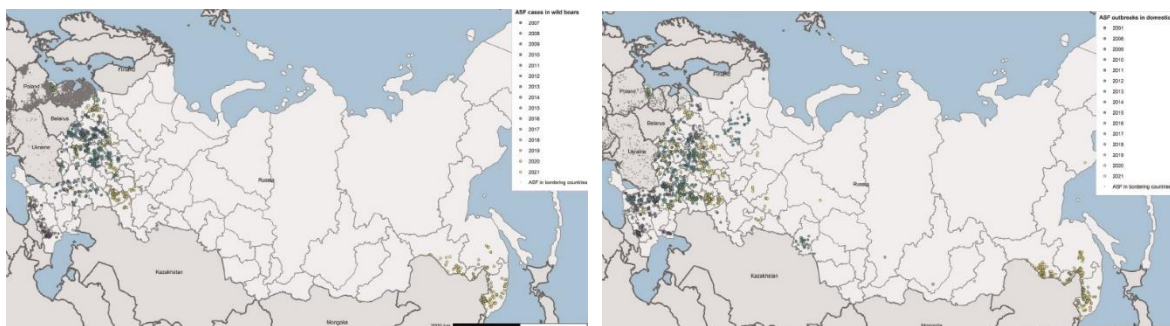 ASF cases in wild boars
2007
2008
2009
2010
2011
2012
2013
2014
2015
2016
2017
2018
2019
2020
2021
ASF in bordering countries
Finland
Poland
Belarus
Ukraine
Russia
Kazakhstan
Mongolia
ASF outbreaks in domestic
2008
2009
2010
2011
2012
2013
2014
2015
2016
2017
2018
2019
2020
2021
ASF in bordering countries
Finland
Poland
Belarus
Ukraine
Russia
Kazakhstan
Mongolia